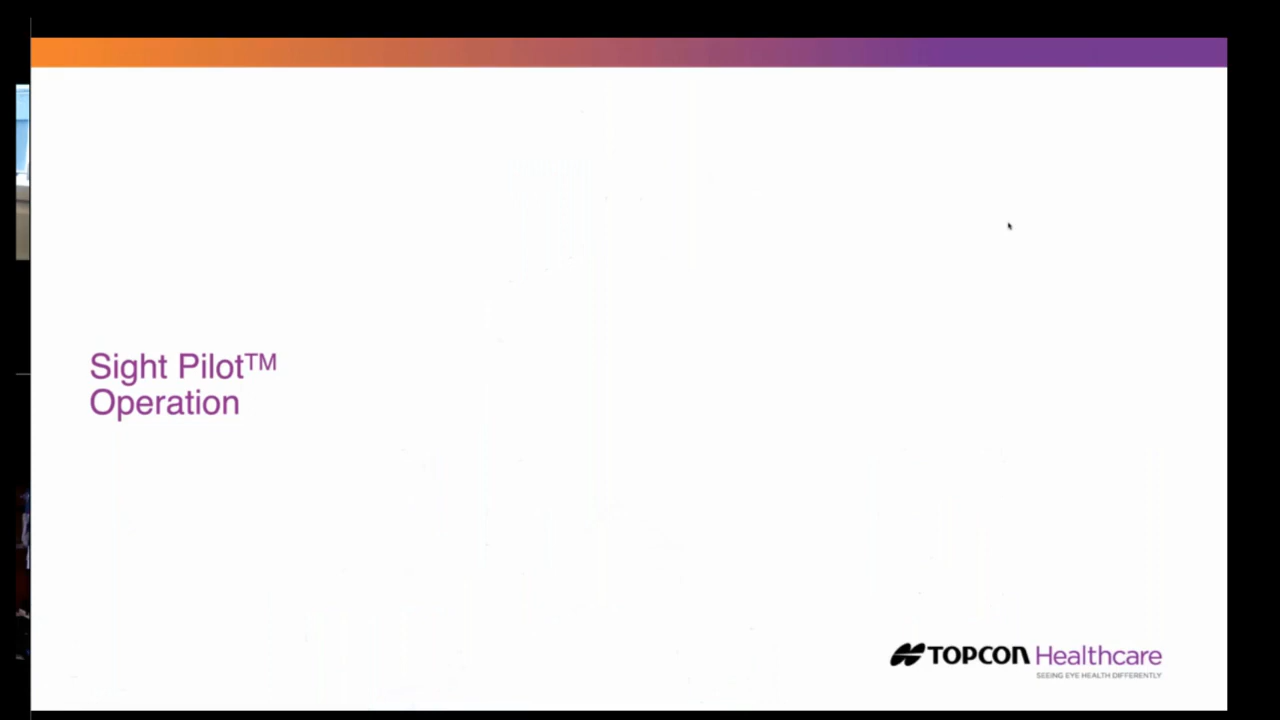 Sight Pilot™
Operation
TOPCON Healthcare
SEEING EYE HEALTH DIFFERENTLY